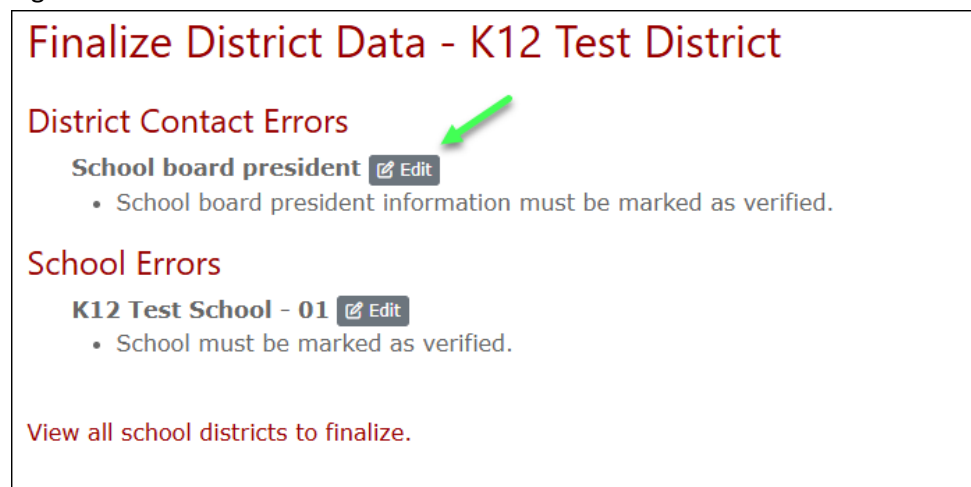 Finalize District Data - K12 Test District
District Contact Errors
School board president Edit
• School board president information must be marked as verified.
School Errors
K12 Test School - 01 Edit
• School must be marked as verified.
View all school districts to finalize.